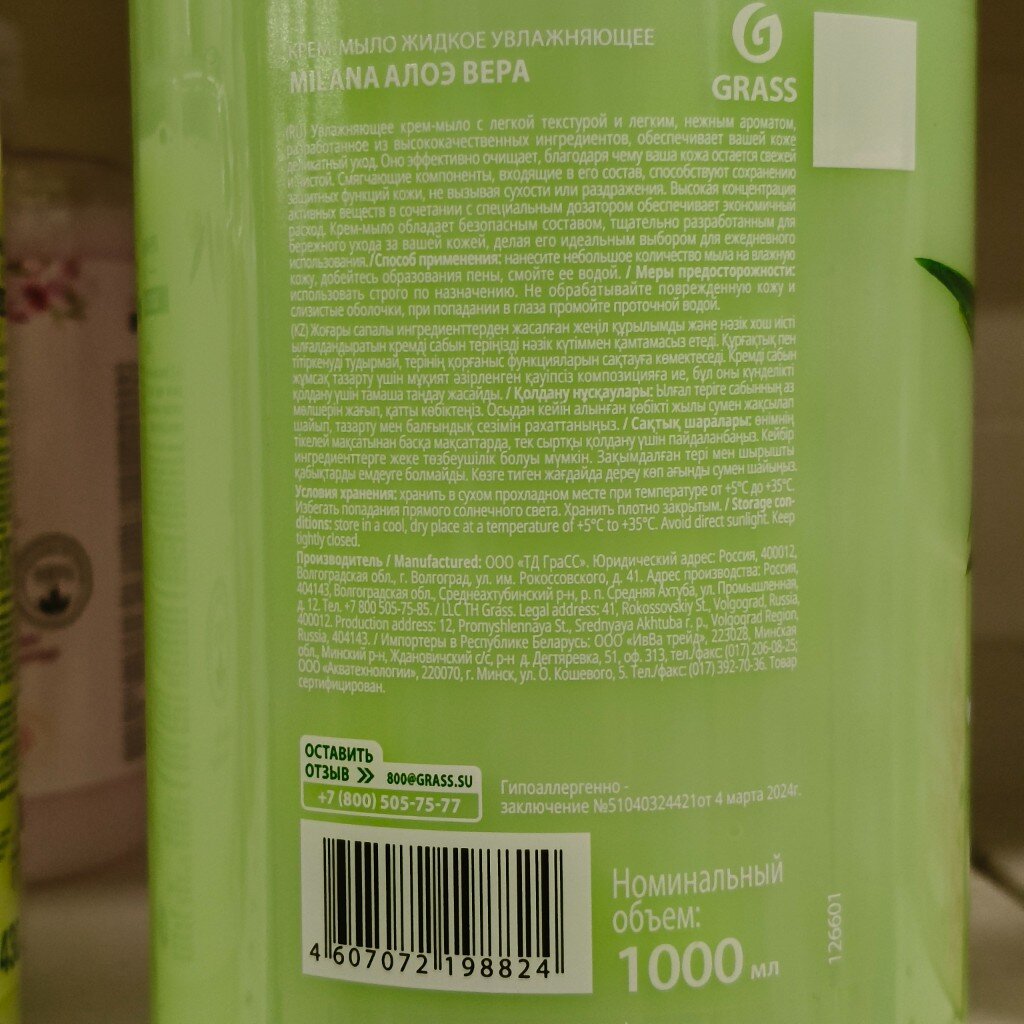 КРЕМ-МЫЛО ЖИДКОЕ УВЛАЖНЯЮЩЕЕ
MILANA АЛОЭ ВЕРА
GRASS
(RU) Увлажняющее крем-мыло с легкой текстурой и легким, нежным ароматом,
разработанное из высококачественных ингредиентов, обеспечивает вашей коже
деликатный уход. Оно эффективно очищает, благодаря чему ваша кожа остается свежей
и чистой. Смягчающие компоненты, входящие в его состав, способствуют сохранению
защитных функций кожи, не вызывая сухости или раздражения. Высокая концентрация
активных веществ в сочетании с специальным дозатором обеспечивает экономичный
расход. Крем-мыло обладает безопасным составом, тщательно разработанным для
бережного ухода за вашей кожей, делая его идеальным выбором для ежедневного
использования./Способ применения: нанесите небольшое количество мыла на влажную
кожу, добейтесь образования пены, смойте ее водой. / Меры предосторожности:
использовать строго по назначению. Не обрабатывайте поврежденную кожу и
слизистые оболочки, при попадании в глаза промойте проточной водой.
(KZ) Жоғары сапалы ингредиенттерден жасалған жеңіл құрылымды және нәзік хош иісті
ылғалдандыратын кремді сабын теріңізді нәзік күтіммен қамтамасыз етеді. Құрғақтық пен
тітіркенуді тудырмай, терінің қорғаныс функцияларын сақтауға көмектеседі. Кремді сабын
жұмсақ тазарту үшін мұқият әзірленген қауіпсіз композицияға ие, бұл оны күнделікті
қолдану үшін тамаша таңдау жасайды. / Қолдану нұсқаулары: Ылғал теріге сабынның аз
мөлшерін жағып, қатты көбіктеңіз. Осыдан кейін алынған көбікті жылы сумен жақсылап
шайып, тазарту мен балғындық сезімін рахаттаныңыз. / Сақтық шаралары: өнімнің
тікелей мақсатынан басқа мақсаттарда, тек сыртқы қолдану үшін пайдаланбаңыз. Кейбір
ингредиенттерге жеке төзбеушілік болуы мүмкін. Зақымдалған тері мен шырышты
қабықтарды емдеуге болмайды. Көзге тиген жағдайда дереу көп ағынды сумен шайыңыз.
Условия хранения: хранить в сухом прохладном месте при температуре от +5°С до +35°С.
Избегать попадания прямого солнечного света. Хранить плотно закрытым. / Storage con-
ditions: store in a cool, dry place at a temperature of +5°C to +35°C. Avoid direct sunlight. Keep
tightly closed.
Производитель / Manufactured: ООО «ТД ГраСС». Юридический адрес: Россия, 400012,
Волгоградская обл., г. Волгоград, ул. им. Рокоссовского, д. 41. Адрес производства: Россия,
404143, Волгоградская обл., Среднеахтубинский р-н, р. п. Средняя Ахтуба, ул. Промышленная,
д. 12. Тел. +7 800 505-75-85. / LLC TH Grass. Legal address: 41, Rokossovskiy St., Volgograd, Russia,
400012. Production address: 12, Promyshlennaya St., Srednyaya Akhtuba r. p., Volgograd Region,
Russia, 404143. / Импортеры в Республике Беларусь: ООО «ИвВа трейд», 223028, Минская
обл., Минский р-н, Ждановичский с/с, р-н д. Дегтяревка, 51, оф. 313, тел./факс: (017) 206-08-25;
ООО «Акватехнологии», 220070, г. Минск, ул. О. Кошевого, 5. Тел./факс: (017) 392-70-36. Товар
сертифицирован.
ОСТАВИТЬ
ОТЗЫВ 800@GRASS.SU
+7 (800) 505-75-77
Гипоаллергенно -
заключение №51040324421от 4 марта 2024г.
4 607072 198824
Номинальный
объем:
1000 мл
126601